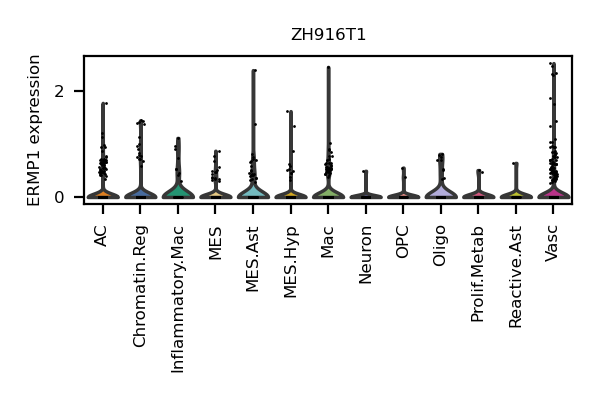 ZH916T1
ERMP1 expression
2
0
AC
Chromatin.Reg
Inflammatory.Mac
MES
MES.Ast
MES.Hyp
Mac
Neuron
OPC
Oligo
Prolif.Metab
Reactive.Ast
Vasc